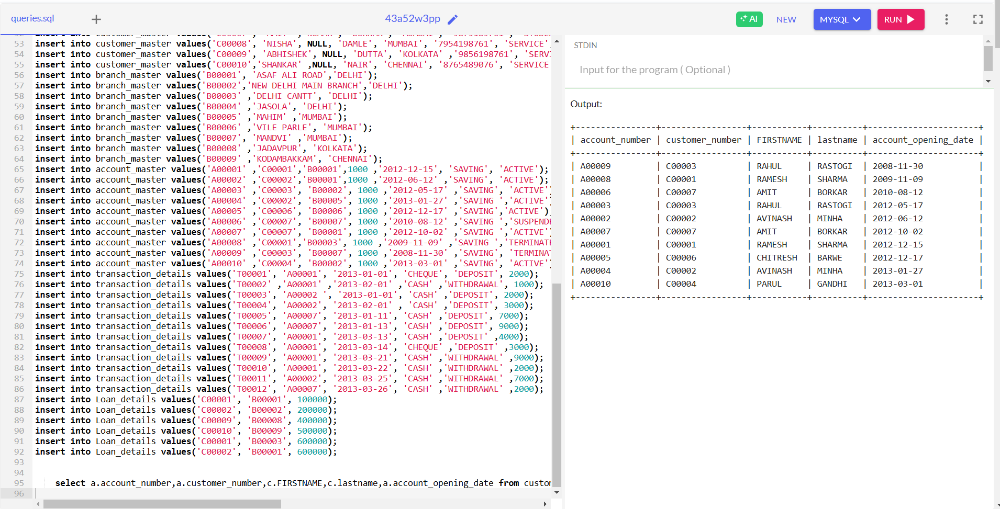 queries.sql
43a52w3pp
AI
NEW
MYSQL
RUN
53 insert into customer_master values('C00008', 'NISHA', NULL, 'DAMLE', 'MUMBAI', '7954198761', 'SERVICE'
54 insert into customer_master values('C00009', 'ABHISHEK', NULL, 'DUTTA', 'KOLKATA' ,'9856198761', 'SERV
55 insert into customer_master values('C00010','SHANKAR' ,NULL, 'NAIR', 'CHENNAI', '8765489076', 'SERVICE
56 insert into branch_master values('B00001', 'ASAF ALI ROAD','DELHI');
57 insert into branch_master values('B00002','NEW DELHI MAIN BRANCH','DELHI');
58 insert into branch_master values('B00003' ,'DELHI CANTT', 'DELHI');
59 insert into branch_master values('B00004' ,'JASOLA', 'DELHI');
60 insert into branch_master values('B00005' ,'MAHIM' ,'MUMBAI');
61 insert into branch_master values('B00006' ,'VILE PARLE', 'MUMBAI');
62 insert into branch_master values('B00007', 'MANDVI' ,'MUMBAI');
63 insert into branch_master values('B00008' ,'JADAVPUR', 'KOLKATA');
64 insert into branch_master values('B00009' ,'KODAMBAKKAM', 'CHENNAI');
65 insert into account_master values('A00001' ,'C00001','B00001',1000 ,'2012-12-15', 'SAVING', 'ACTIVE');
66 insert into account_master values('A00002' ,'C00002','B00001',1000 ,'2012-06-12' ,'SAVING', 'ACTIVE');
67 insert into account_master values('A00003' ,'C00003', 'B00002', 1000 ,'2012-05-17' ,'SAVING' ,'ACTIVE'
68 insert into account_master values('A00004' ,'C00002', 'B00005', 1000 ,'2013-01-27' ,'SAVING' ,'ACTIVE'
69 insert into account_master values('A00005' ,'C00006', 'B00006', 1000 ,'2012-12-17' ,'SAVING','ACTIVE')
70 insert into account_master values('A00006' ,'C00007', 'B00007', 1000 ,'2010-08-12' ,'SAVING' ,'SUSPENDE
71 insert into account_master values('A00007' ,'C00007', 'B00001', 1000 ,'2012-10-02' ,'SAVING' ,'ACTIVE'
72 insert into account_master values('A00008' ,'C00001','B00003', 1000 ,'2009-11-09' ,'SAVING ','TERMINATE
73 insert into account_master values('A00009' ,'C00003', 'B00007', 1000 ,'2008-11-30' ,'SAVING', 'TERMINA
74 insert into account_master values('A00010' ,'C00004', 'B00002', 1000 ,'2013-03-01' ,'SAVING', 'ACTIVE'
75 insert into transaction_details values('T00001', 'A00001', '2013-01-01', 'CHEQUE', 'DEPOSIT', 2000);
76 insert into transaction_details values('T00002' ,'A00001' ,'2013-02-01' ,'CASH' ,'WITHDRAWAL', 1000);
77 insert into transaction_details values('T00003', 'A00002 ', '2013-01-01', 'CASH' ,'DEPOSIT', 2000);
78 insert into transaction_details values('T00004', 'A00002', '2013-02-01' , 'CASH' ,'DEPOSIT', 3000);
79 insert into transaction_details values('T00005', 'A00007', '2013-01-11', 'CASH' ,'DEPOSIT', 7000);
80 insert into transaction_details values('T00006', 'A00007', '2013-01-13', 'CASH' ,'DEPOSIT', 9000);
81 insert into transaction_details values('T00007', 'A00001', '2013-03-13', 'CASH' ,'DEPOSIT' ,4000);
82 insert into transaction_details values('T00008', 'A00001', '2013-03-14', 'CHEQUE' ,'DEPOSIT' ,3000);
83 insert into transaction_details values('T00009', 'A00001', '2013-03-21', 'CASH' ,'WITHDRAWAL' ,9000);
84 insert into transaction_details values('T00010', 'A00001', '2013-03-22', 'CASH' ,'WITHDRAWAL' ,2000);
85 insert into transaction_details values('T00011', 'A00002', '2013-03-25', 'CASH' ,'WITHDRAWAL' ,7000);
86 insert into transaction_details values('T00012', 'A00007', '2013-03-26', 'CASH' ,'WITHDRAWAL' ,2000);
87 insert into Loan_details values('C00001', 'B00001', 100000);
88 insert into Loan_details values('C00002', 'B00002', 200000);
89 insert into Loan_details values('C00009', 'B00008', 400000);
90 insert into Loan_details values('C00010', 'B00009', 500000);
91 insert into Loan_details values('C00001', 'B00003', 600000);
92 insert into Loan_details values('C00002', 'B00001', 600000);
93
94
95 select a.account_number,a.customer_number,c.FIRSTNAME,c.lastname,a.account_opening_date from custo
96
STDIN
Input for the program ( Optional )
Output:
+----------------+-----------------+-----------+----------+----------------------+
| account_number | customer_number | FIRSTNAME | lastname | account_opening_date |
+----------------+-----------------+-----------+----------+----------------------+
| A00009 | C00003 | RAHUL | RASTOGI | 2008-11-30 |
| A00008 | C00001 | RAMESH | SHARMA | 2009-11-09 |
| A00006 | C00007 | AMIT | BORKAR | 2010-08-12 |
| A00003 | C00003 | RAHUL | RASTOGI | 2012-05-17 |
| A00002 | C00002 | AVINASH | MINHA | 2012-06-12 |
| A00007 | C00007 | AMIT | BORKAR | 2012-10-02 |
| A00001 | C00001 | RAMESH | SHARMA | 2012-12-15 |
| A00005 | C00006 | CHITRESH | BARWE | 2012-12-17 |
| A00004 | C00002 | AVINASH | MINHA | 2013-01-27 |
| A00010 | C00004 | PARUL | GANDHI | 2013-03-01 |
+----------------+-----------------+-----------+----------+----------------------+